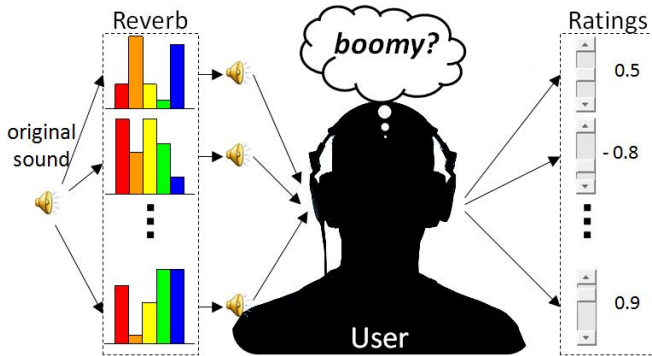 Reverb
Ratings
boomy?
0.5
original
sound
- 0.8
0.9
User